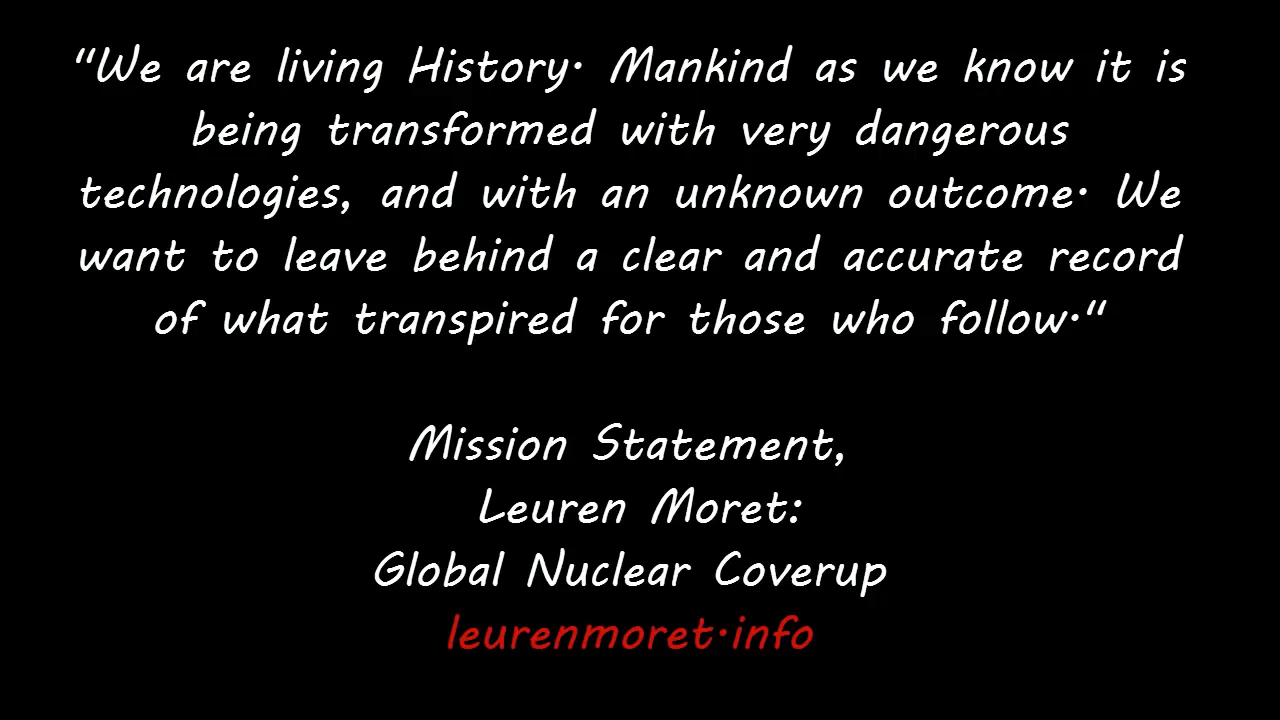 “We are living History. Mankind as we know it is
being transformed with very dangerous
technologies, and with an unknown outcome. We
want to leave behind a clear and accurate record
of what transpired for those who follow.“
Mission Statement,
Leuren Moret:
Global Nuclear Coverup
leurenmoret.info